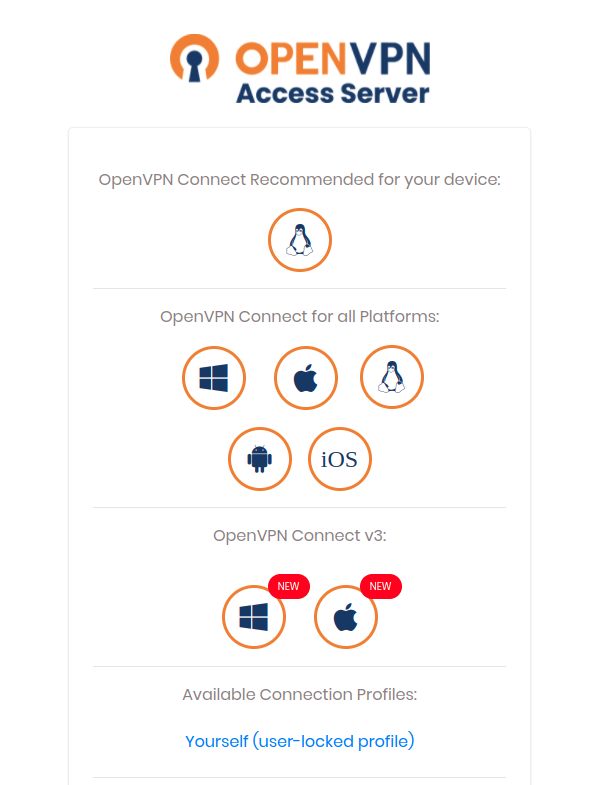 OPENVPN
Access Server
OpenVPN Connect Recommended for your device:
OpenVPN Connect for all Platforms:
iOS
OpenVPN Connect v3:
NEW NEW
Available Connection Profiles:
Yourself (user-locked profile)